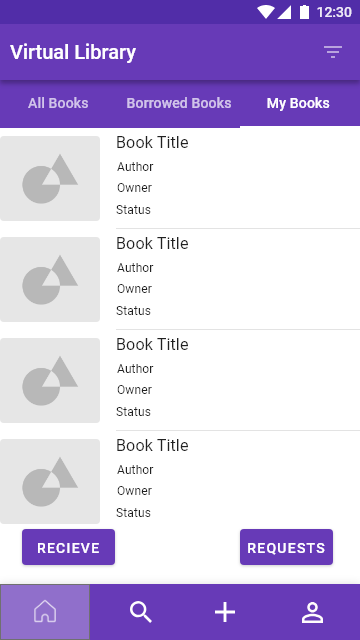 12:30
Virtual Library
All Books Borrowed Books My Books
Book Title
Author
Owner
Status
Book Title
Author
Owner
Status
Book Title
Author
Owner
Status
Book Title
Author
Owner
Status
RECIEVE REQUESTS